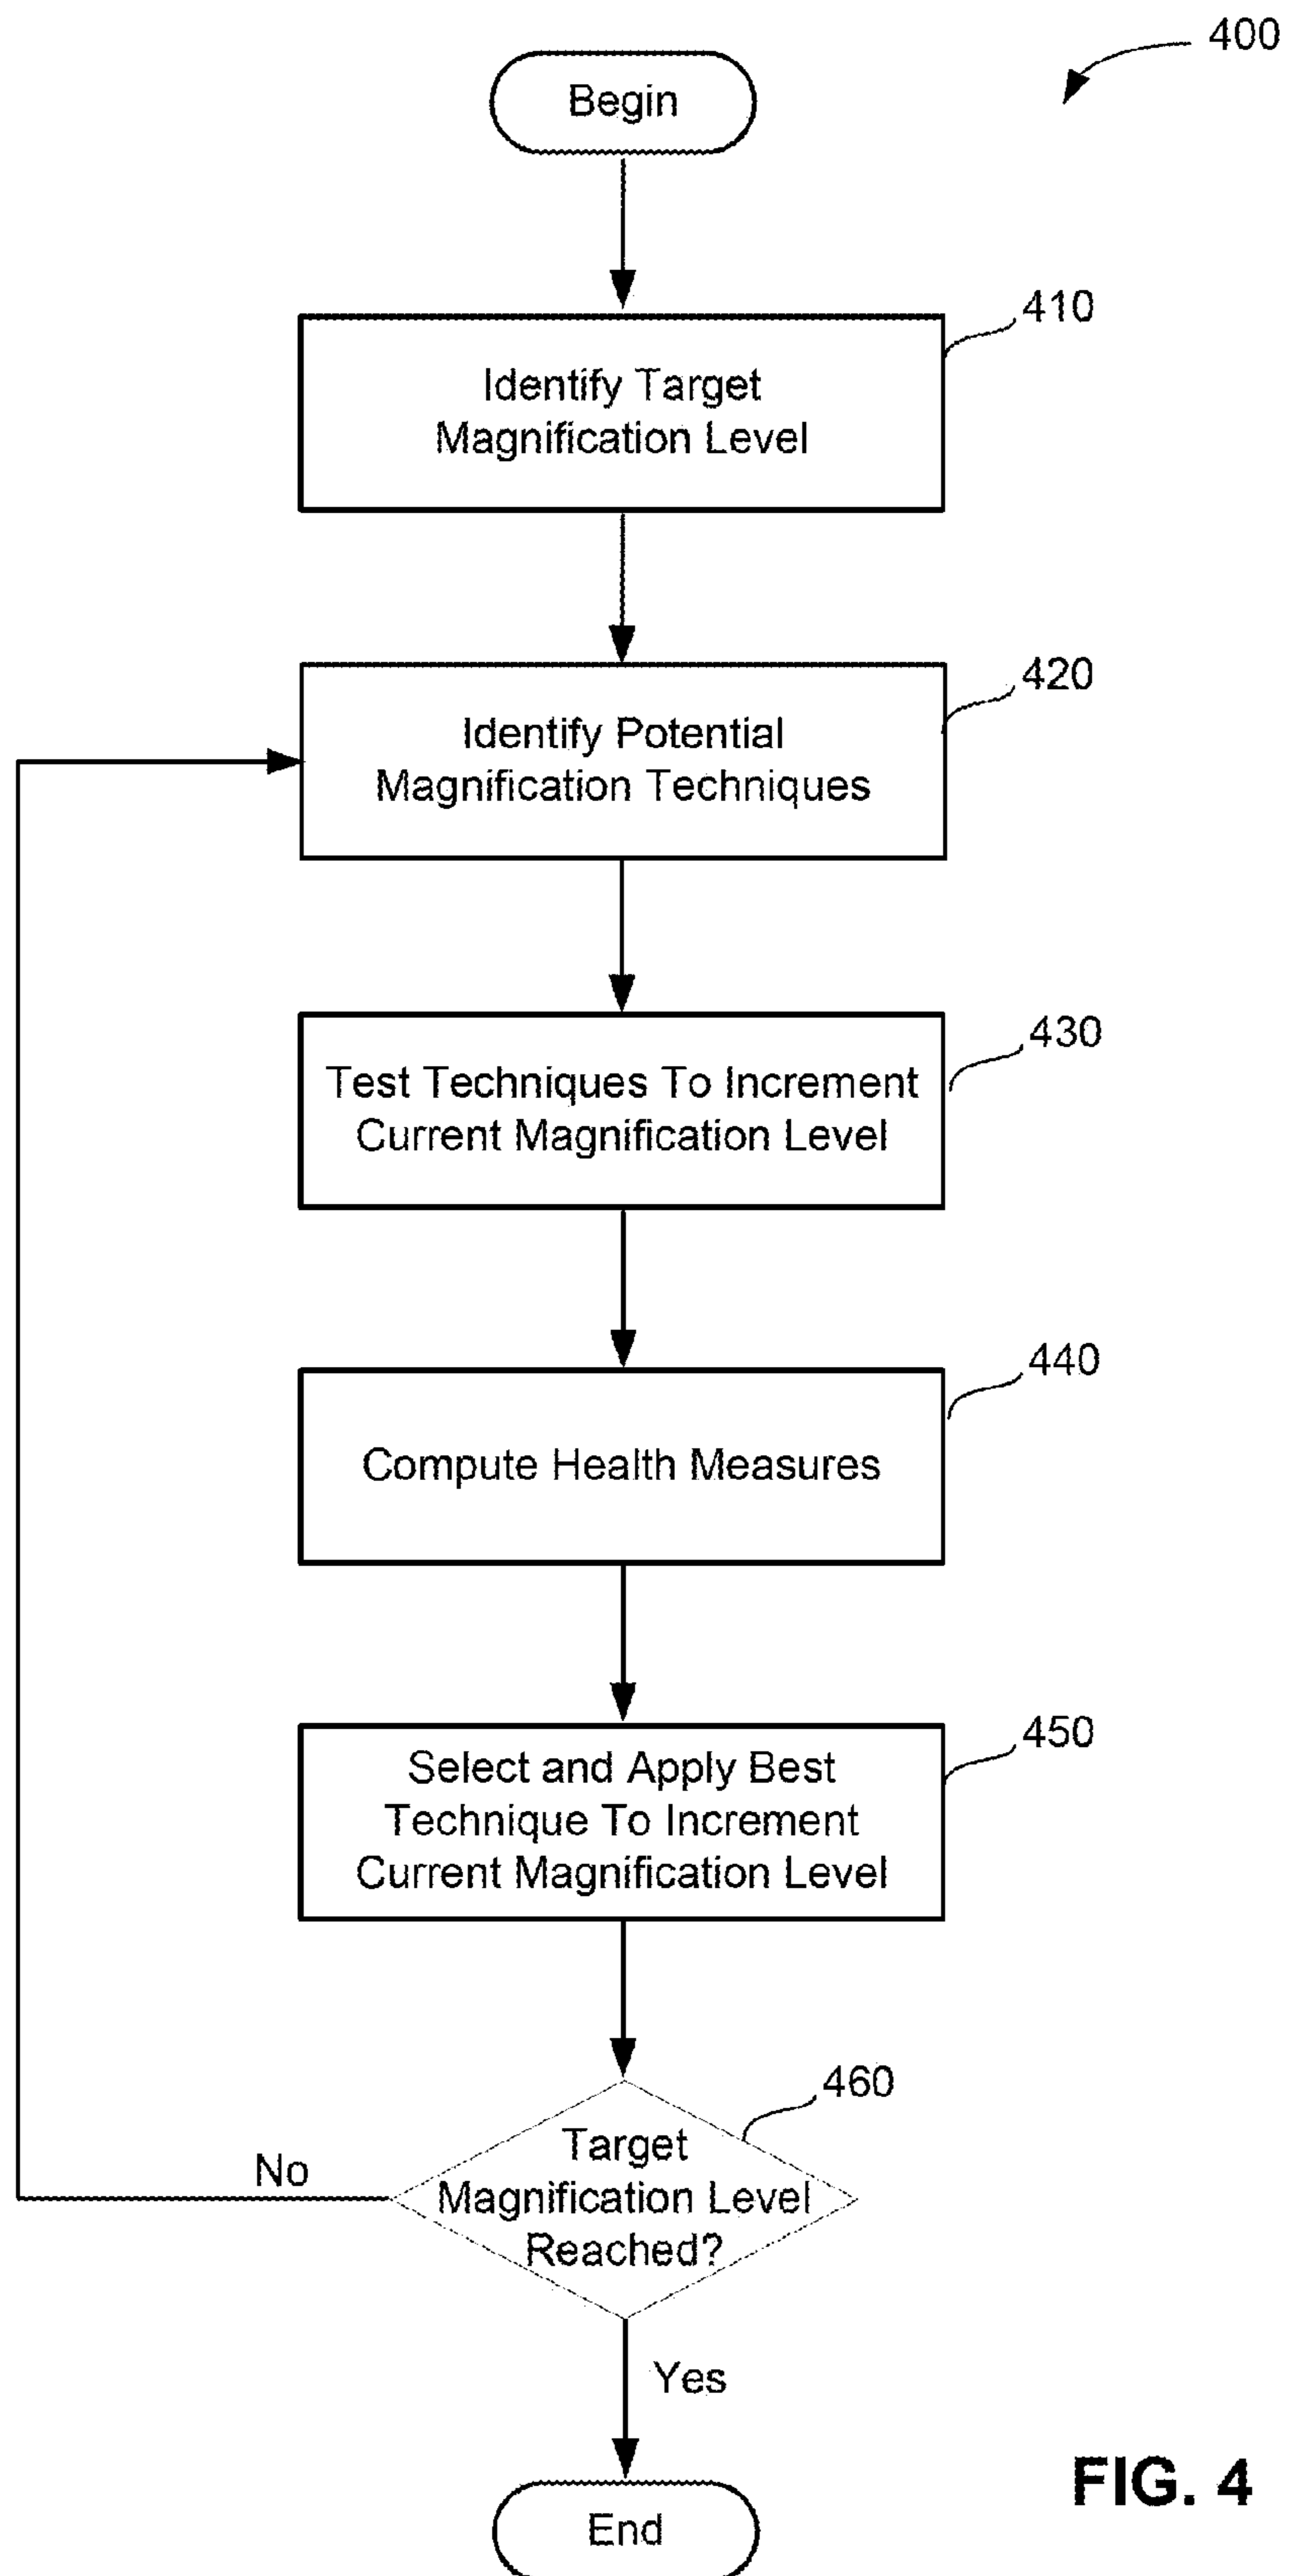 400
Begin
410
Identify Target
Magnification Level
420
Identify Potential
Magnification Techniques
430
Test Techniques To Increment
Current Magnification Level
440
Compute Health Measures
450
Select and Apply Best
Technique To Increment
Current Magnification Level
460
Target
Magnification Level
Reached?
No
Yes
End
FIG. 4